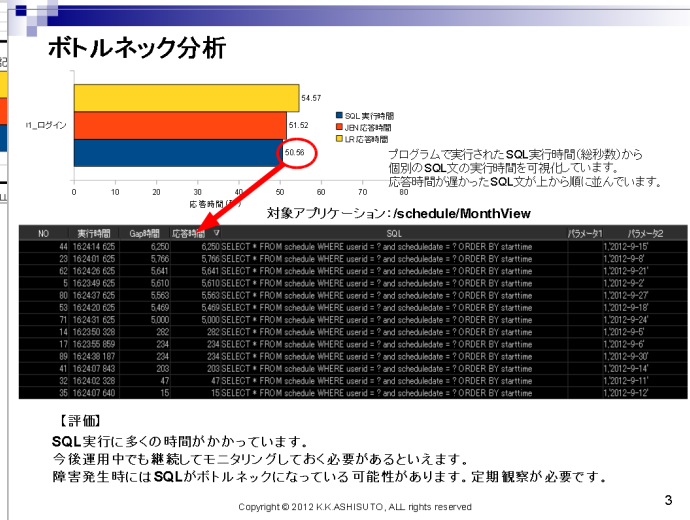 ボトルネック分析
54.57
51.52
50.56
r1_ログイン
0 10 20 30 40 50 60 70 80
SQL 実行時間
JEN 応答時間
LR 応答時間
プログラムで実行されたSQL実行時間(総秒数)から
個別のSQL文の実行時間を可視化しています。
応答時間が遅かったSQL文が上から順に並んでいます。
対象アプリケーション:/schedule/MonthView
NO 実行時間 Gap時間 応答時間 ▽ SQL パラメータ1 パラメータ2
44 16:24:14 625 6,250 6,250 SELECT * FROM schedule WHERE userid = ? and scheduledate = ? ORDER BY starttime 1,'2012-9-15'
23 16:24:01 625 5,766 5,766 SELECT * FROM schedule WHERE userid = ? and scheduledate = ? ORDER BY starttime 1,'2012-9-8'
62 16:24:26 625 5,641 5,641 SELECT * FROM schedule WHERE userid = ? and scheduledate = ? ORDER BY starttime 1,'2012-9-21'
5 16:23:49 625 5,610 5,610 SELECT * FROM schedule WHERE userid = ? and scheduledate = ? ORDER BY starttime 1,'2012-9-2'
80 16:24:37 625 5,563 5,563 SELECT * FROM schedule WHERE userid = ? and scheduledate = ? ORDER BY starttime 1,'2012-9-27'
53 16:24:20 625 5,469 5,469 SELECT * FROM schedule WHERE userid = ? and scheduledate = ? ORDER BY starttime 1,'2012-9-18'
71 16:24:31 625 5,000 5,000 SELECT * FROM schedule WHERE userid = ? and scheduledate = ? ORDER BY starttime 1,'2012-9-24'
14 16:23:50 328 282 282 SELECT * FROM schedule WHERE userid = ? and scheduledate = ? ORDER BY starttime 1,'2012-9-5'
17 16:23:55 859 234 234 SELECT * FROM schedule WHERE userid = ? and scheduledate = ? ORDER BY starttime 1,'2012-9-6'
89 16:24:38 187 234 234 SELECT * FROM schedule WHERE userid = ? and scheduledate = ? ORDER BY starttime 1,'2012-9-30'
41 16:24:07 843 203 203 SELECT * FROM schedule WHERE userid = ? and scheduledate = ? ORDER BY starttime 1,'2012-9-14'
32 16:24:02 328 47 47 SELECT * FROM schedule WHERE userid = ? and scheduledate = ? ORDER BY starttime 1,'2012-9-11'
35 16:24:07 640 15 15 SELECT * FROM schedule WHERE userid = ? and scheduledate = ? ORDER BY starttime 1,'2012-9-12'
【評価】
SQL実行に多くの時間がかかっています。
今後運用中でも継続してモニタリングしておく必要があるといえます。
障害発生時にはSQLがボトルネックになっている可能性があります。定期観察が必要です。
Copyright © 2012 K.K.ASHISUTO, ALL rights reserved
3